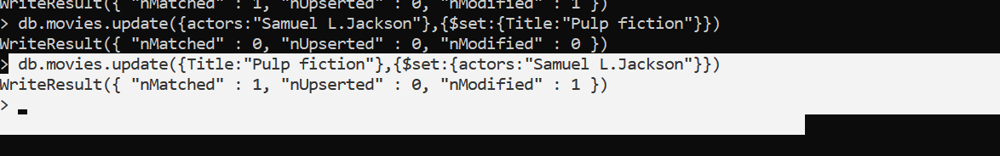 WriteResult({ "nMatched" : 1, "nUpserted" : 0, "nModified" : 1 })
> db.movies.update({actors:"Samuel L.Jackson"},{$set:{Title:"Pulp fiction"}})
WriteResult({ "nMatched" : 0, "nUpserted" : 0, "nModified" : 0 })
> db.movies.update({Title:"Pulp fiction"},{$set:{actors:"Samuel L.Jackson"}})
WriteResult({ "nMatched" : 1, "nUpserted" : 0, "nModified" : 1 })
>